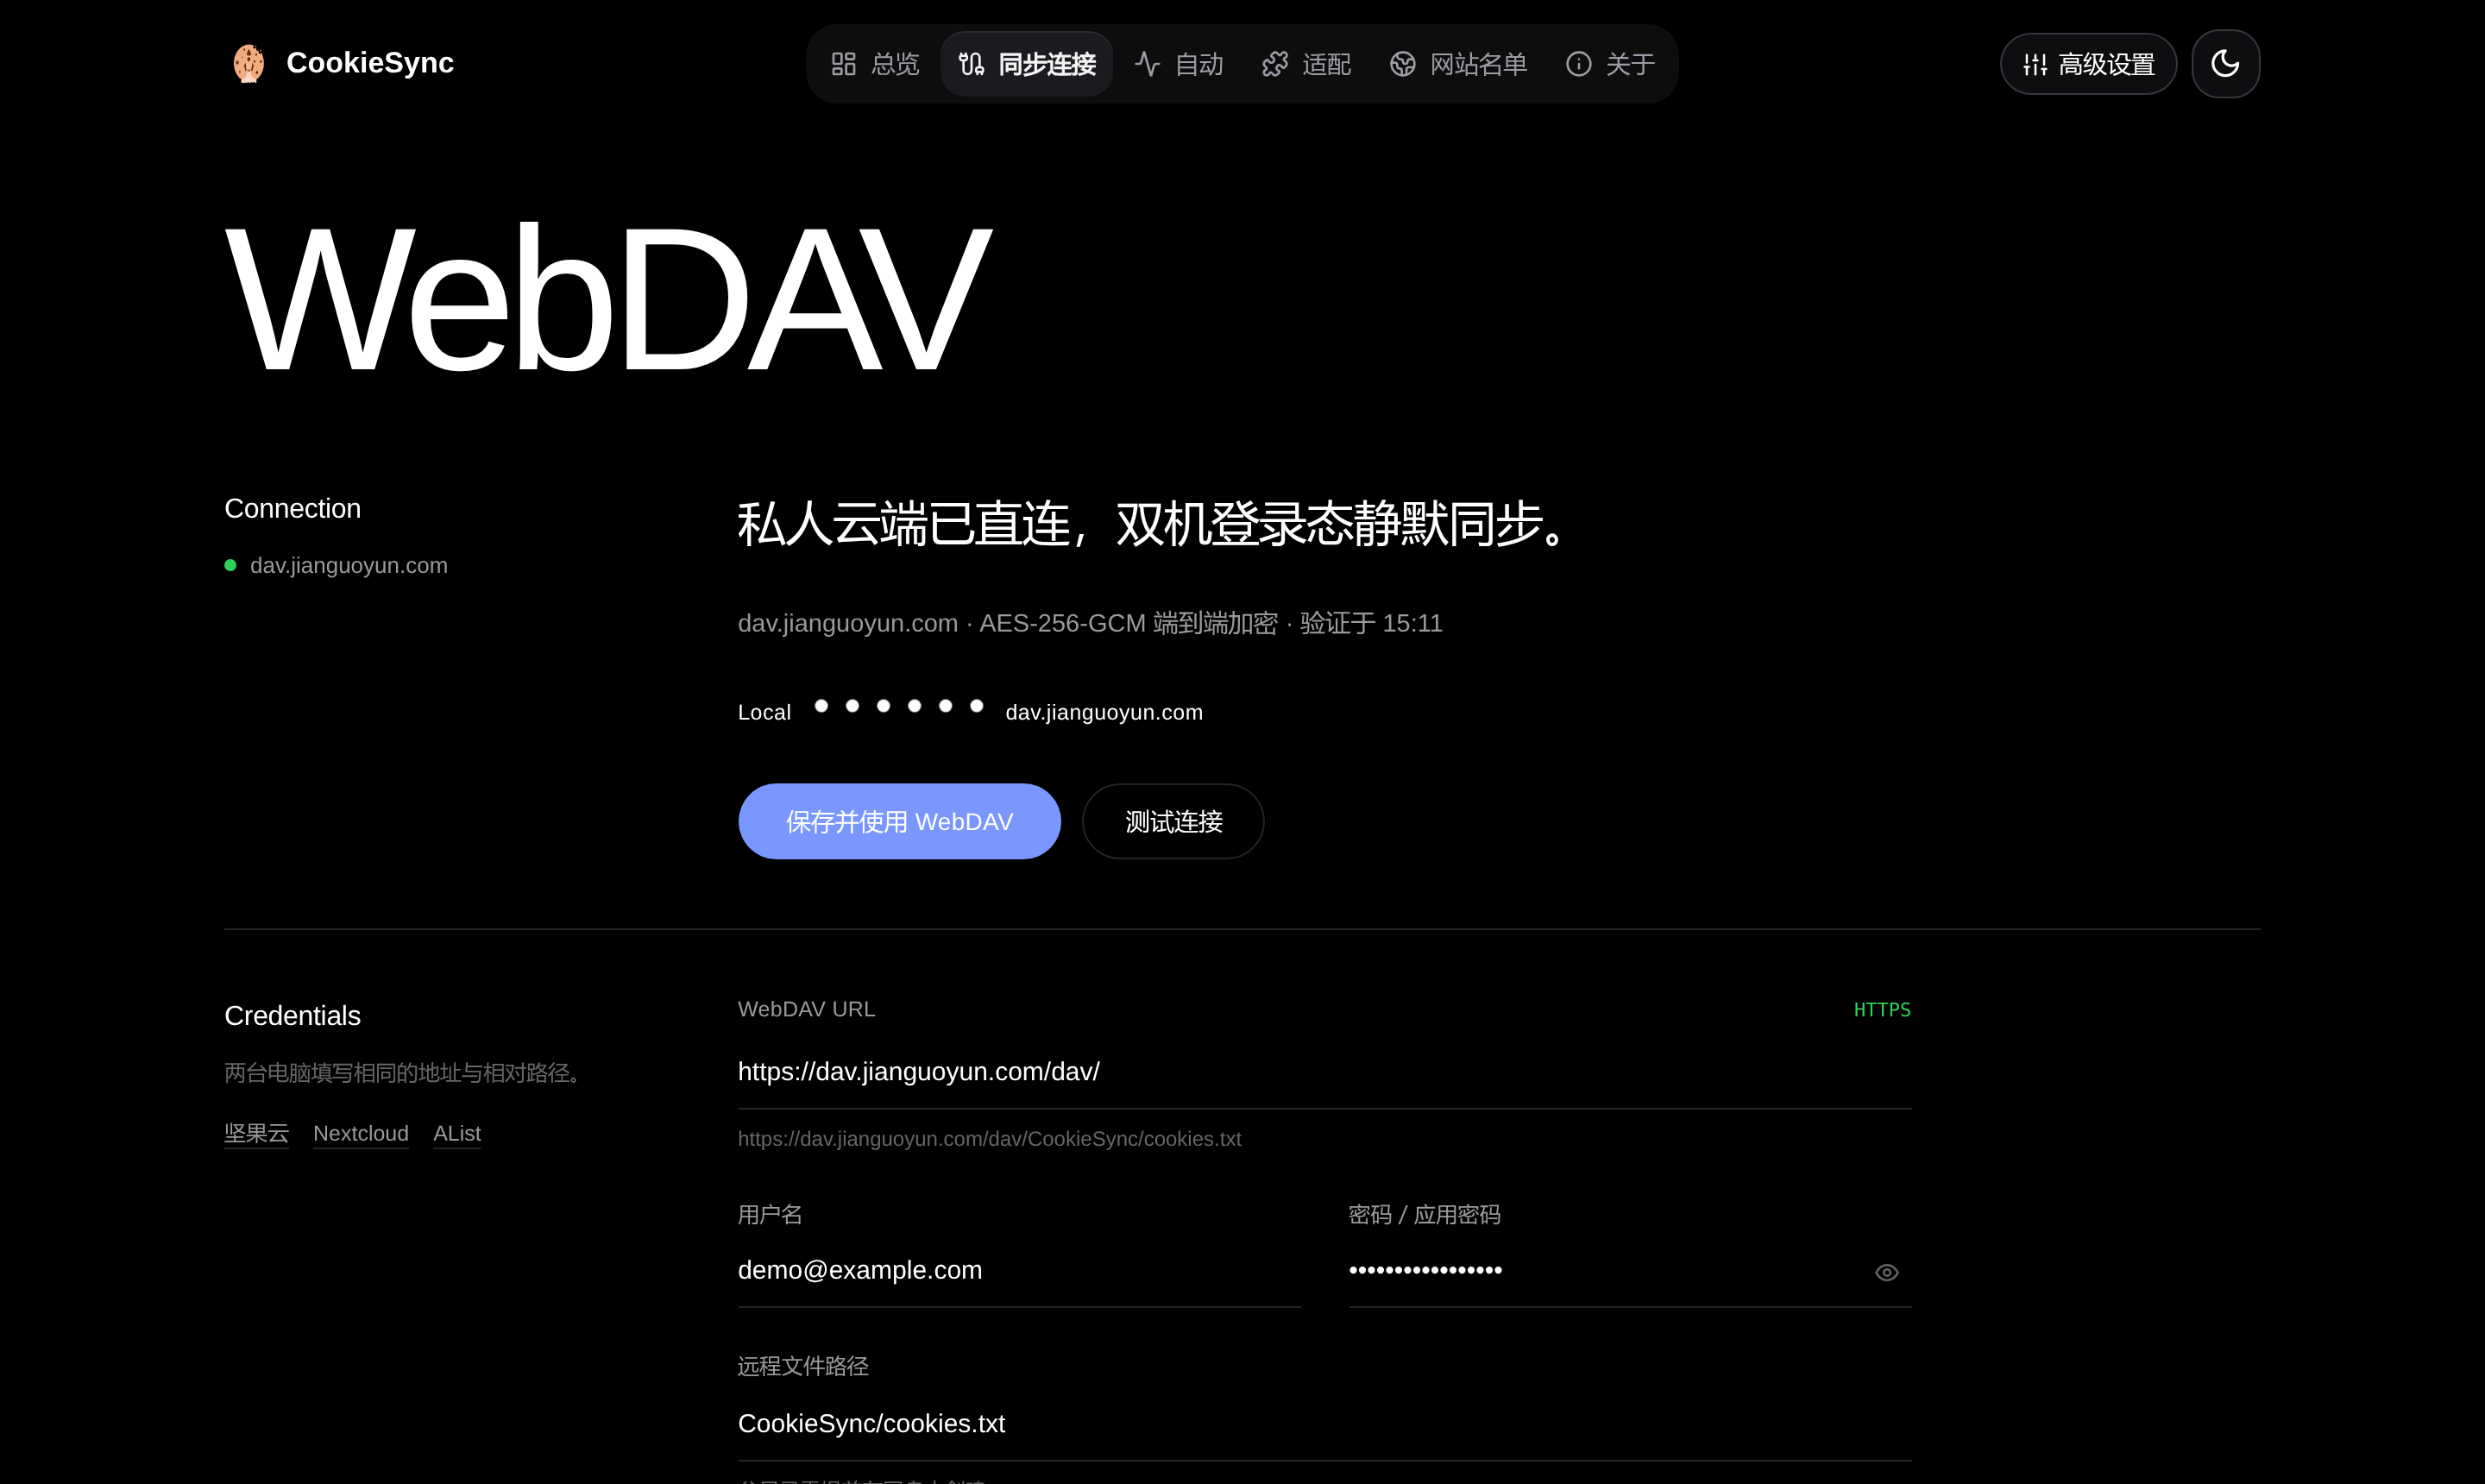 CookieSync
总览 同步连接 自动 适配 网站名单 关于
高级设置
WebDAV
Connection
dav.jianguoyun.com
私人云端已直连，双机登录态静默同步。
dav.jianguoyun.com · AES-256-GCM 端到端加密 · 验证于 15:11
Local dav.jianguoyun.com
保存并使用 WebDAV 测试连接
Credentials
两台电脑填写相同的地址与相对路径。
坚果云 Nextcloud AList
WebDAV URL HTTPS
https://dav.jianguoyun.com/dav/
https://dav.jianguoyun.com/dav/CookieSync/cookies.txt
用户名 密码 / 应用密码
demo@example.com ••••••••••••••••••
远程文件路径
CookieSync/cookies.txt